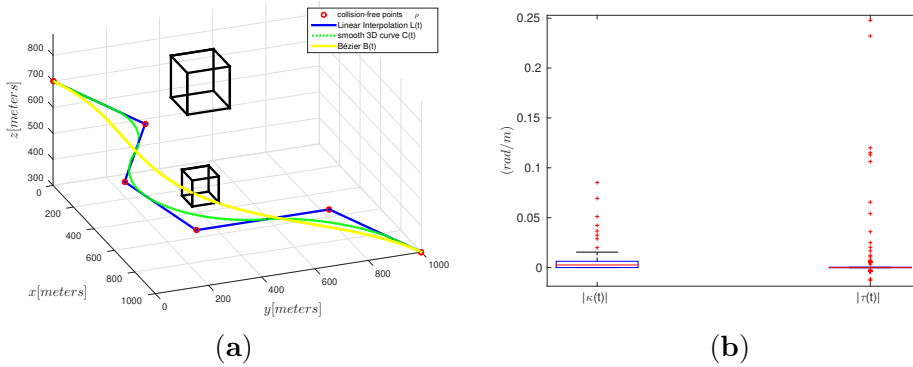 collision-free points ρ
Linear Interpolation L(t)
smooth 3D curve C(t)
Bézier B(t)
800
700
600
500
400
300
z[meters]
0
200
400
600
800
1000
x[meters]
0
200
400
600
800
1000
y[meters]
(a)
0.25
0.2
0.15
0.1
0.05
0
(rad/m)
|κ(t)|
|τ(t)|
(b)